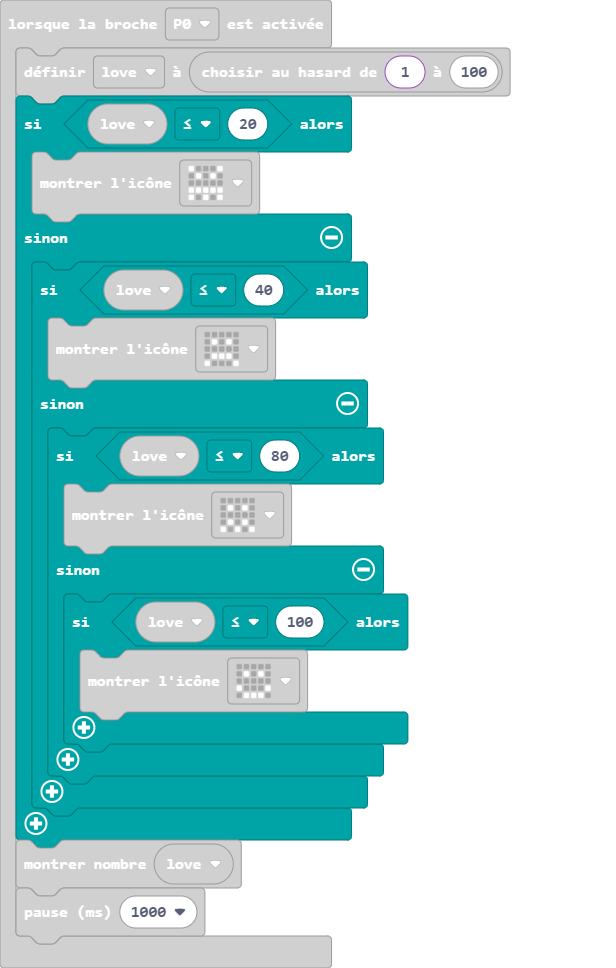 lorsque la broche P0 est activée
définir love à choisir au hasard de 1 à 100
si love ≤ 20 alors
montrer l'icône
sinon
si love ≤ 40 alors
montrer l'icône
sinon
si love ≤ 80 alors
montrer l'icône
sinon
si love ≤ 100 alors
montrer l'icône
montrer nombre love
pause (ms) 1000